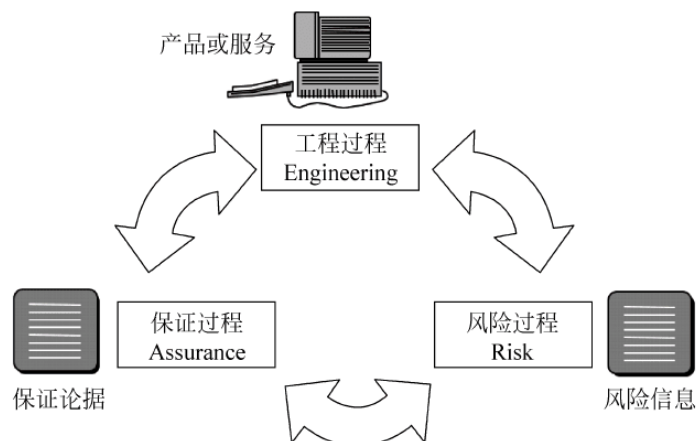 产品或服务
工程过程
Engineering
保证过程
Assurance
风险过程
Risk
保证论据
风险信息